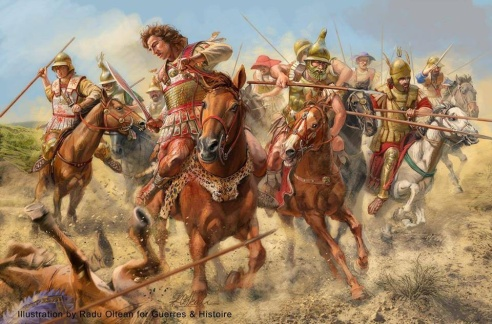 Illustration by Radu Oltean for Guerres & Histoire